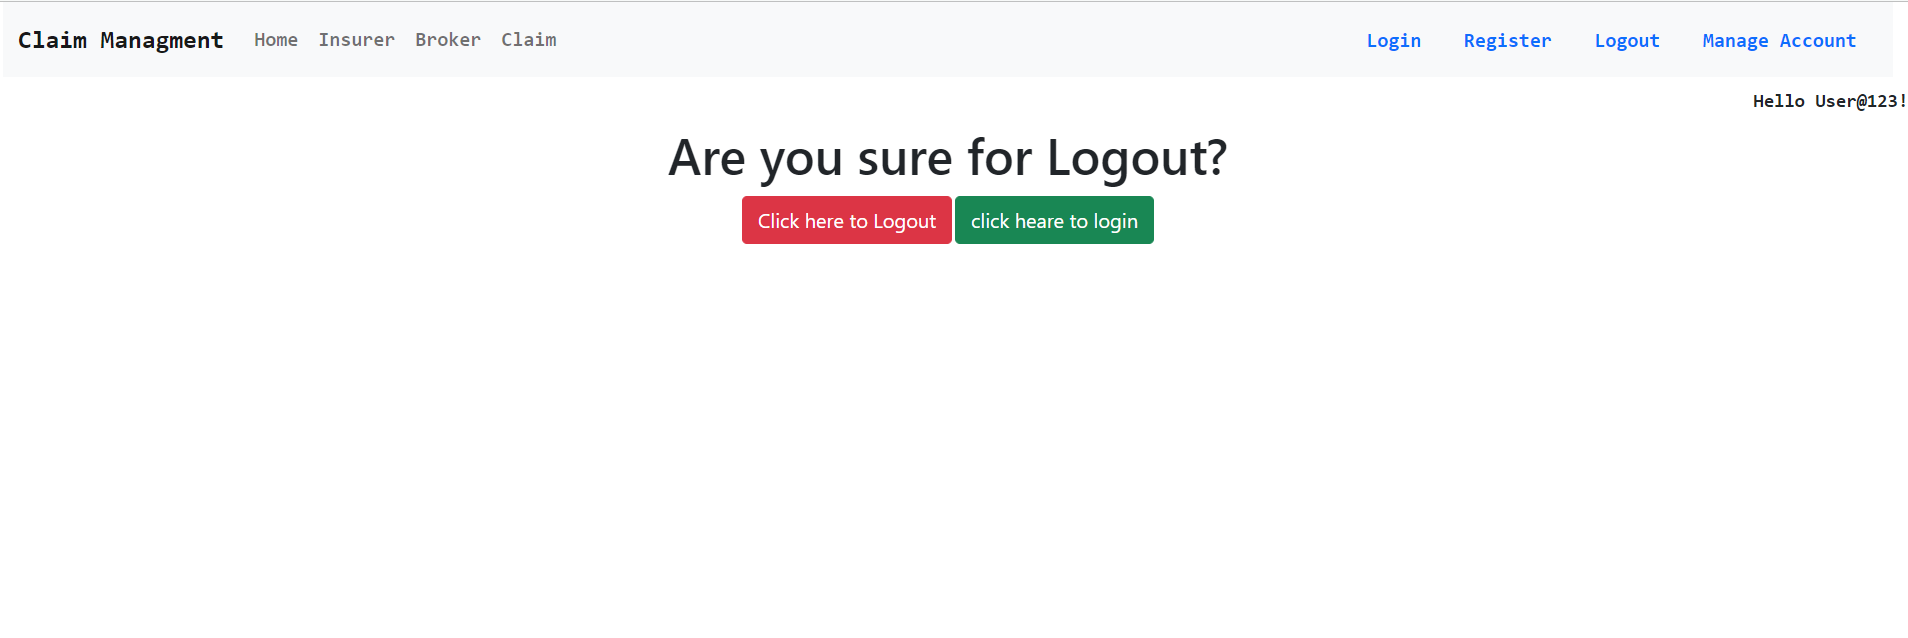 Claim Managment Home Insurer Broker Claim Login Register Logout Manage Account
Hello User@123!
Are you sure for Logout?
Click here to Logout click heare to login